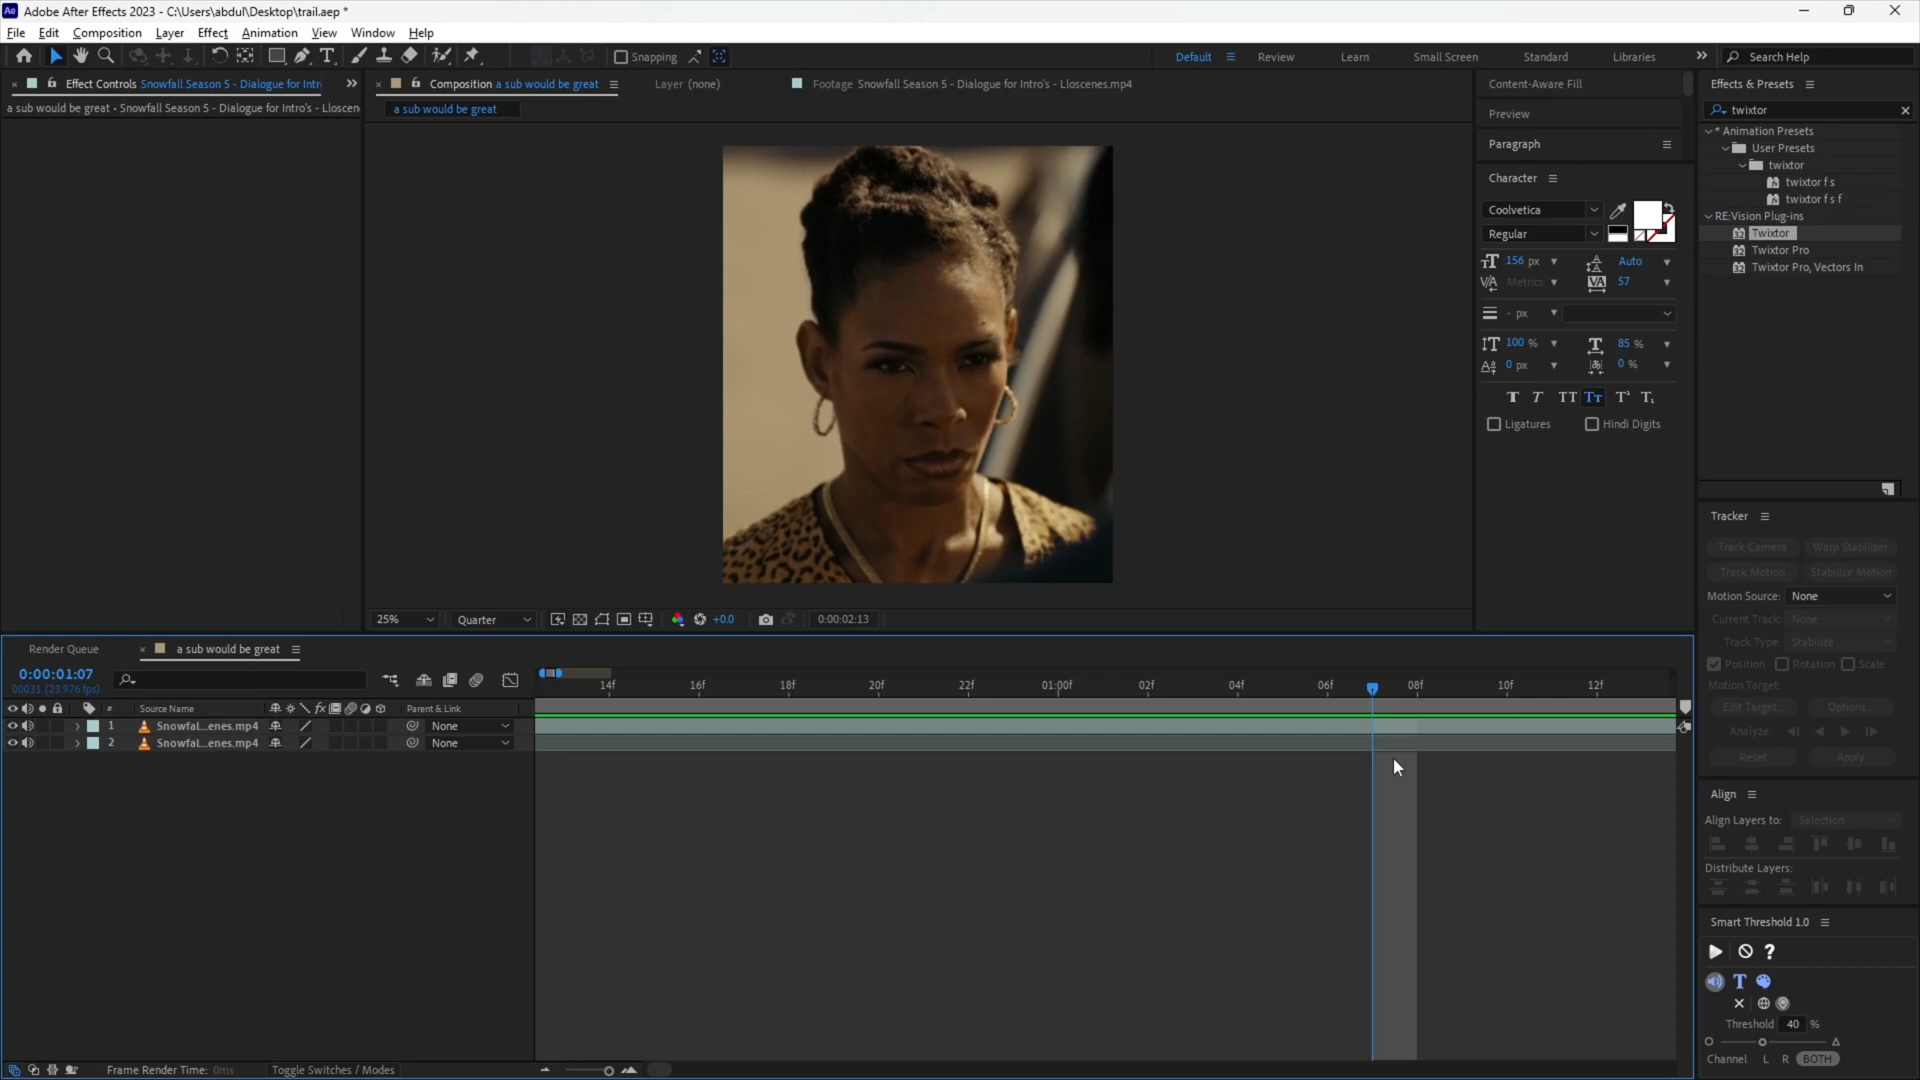 Adobe After Effects 2023 - C:\Users\abdul\Desktop\trail.aep *
File Edit Composition Layer Effect Animation View Window Help
Snapping
Default Review Learn Small Screen Standard Libraries Search Help
Effect Controls Snowfall Season 5 - Dialogue for Intr
Composition a sub would be great
Layer (none)
Footage Snowfall Season 5 - Dialogue for Intro's - Lloscenes.mp4
a sub would be great • Snowfall Season 5 - Dialogue for Intro's - Lloscen
a sub would be great
Content-Aware Fill
Preview
Paragraph
Character
Coolvetica
Regular
156 px Auto
Metrics 57
- px
100 % 85 %
0 px 0 %
T T TT Tт T¹ T₁
Ligatures Hindi Digits
Effects & Presets
twixtor
* Animation Presets
User Presets
twixtor
twixtor f s
twixtor f s f
RE:Vision Plug-ins
Twixtor
Twixtor Pro
Twixtor Pro, Vectors In
Tracker
Track Camera Warp Stabilizer
Track Motion Stabilize Motion
Motion Source: None
Current Track: None
Track Type: Stabilize
Position Rotation Scale
Motion Target:
Edit Target... Options...
Analyze:
Reset Apply
Align
Align Layers to: Selection
Distribute Layers:
Smart Threshold 1.0
Threshold 40 %
Channel L R BOTH
25% Quarter +0.0 0:00:02:13
Render Queue a sub would be great
0:00:01:07
00031 (23.976 fps)
14f 16f 18f 20f 22f 01:00f 02f 04f 06f 08f 10f 12f
# Source Name Parent & Link
1 Snowfal...enes.mp4 None
2 Snowfal...enes.mp4 None
Frame Render Time: 0ms Toggle Switches / Modes